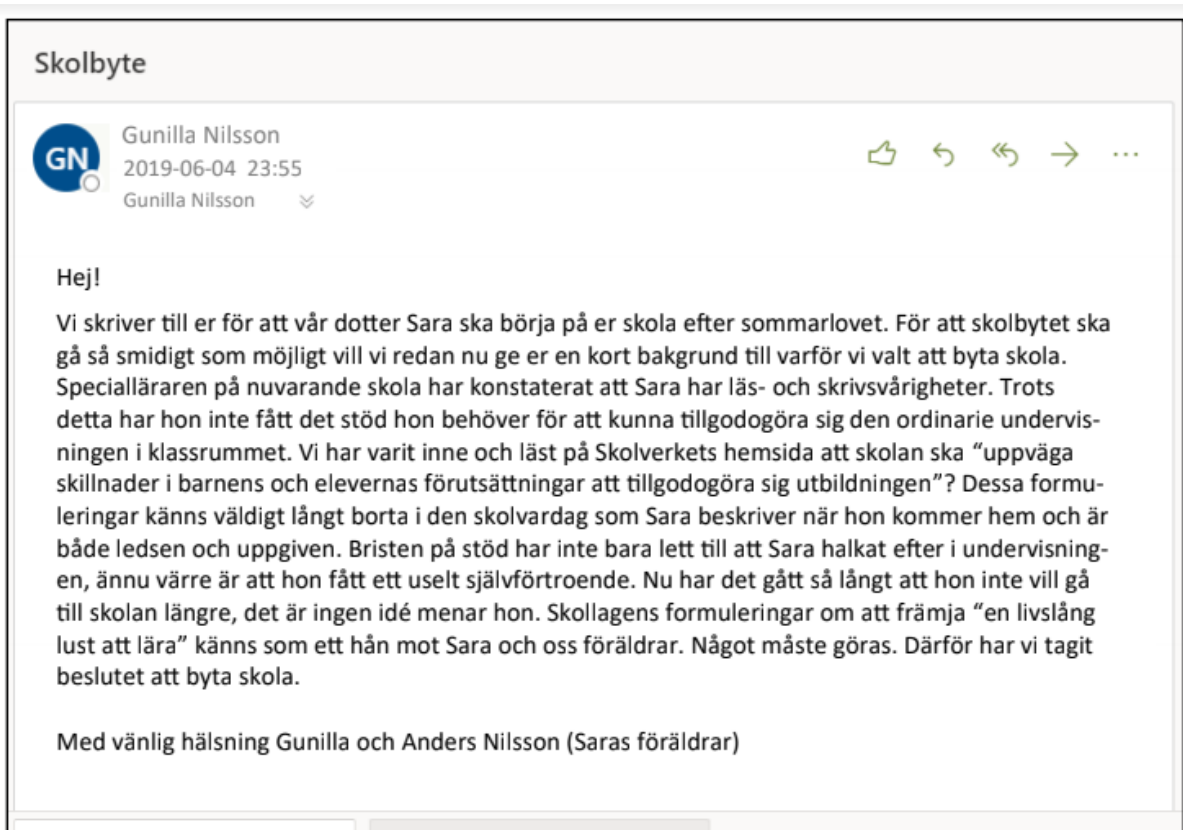 Skolbyte
GN
Gunilla Nilsson
2019-06-04 23:55
Gunilla Nilsson
Hej!
Vi skriver till er för att vår dotter Sara ska börja på er skola efter sommarlovet. För att skolbytet ska
gå så smidigt som möjligt vill vi redan nu ge er en kort bakgrund till varför vi valt att byta skola.
Specialläraren på nuvarande skola har konstaterat att Sara har läs- och skrivsvårigheter. Trots
detta har hon inte fått det stöd hon behöver för att kunna tillgodogöra sig den ordinarie undervis-
ningen i klassrummet. Vi har varit inne och läst på Skolverkets hemsida att skolan ska “uppväga
skillnader i barnens och elevernas förutsättningar att tillgodogöra sig utbildningen”? Dessa formu-
leringar känns väldigt långt borta i den skolvardag som Sara beskriver när hon kommer hem och är
både ledsen och uppgiven. Bristen på stöd har inte bara lett till att Sara halkat efter i undervisning-
en, ännu värre är att hon fått ett uselt självförtroende. Nu har det gått så långt att hon inte vill gå
till skolan längre, det är ingen idé menar hon. Skollagens formuleringar om att främja “en livslång
lust att lära” känns som ett hån mot Sara och oss föräldrar. Något måste göras. Därför har vi tagit
beslutet att byta skola.
Med vänlig hälsning Gunilla och Anders Nilsson (Saras föräldrar)